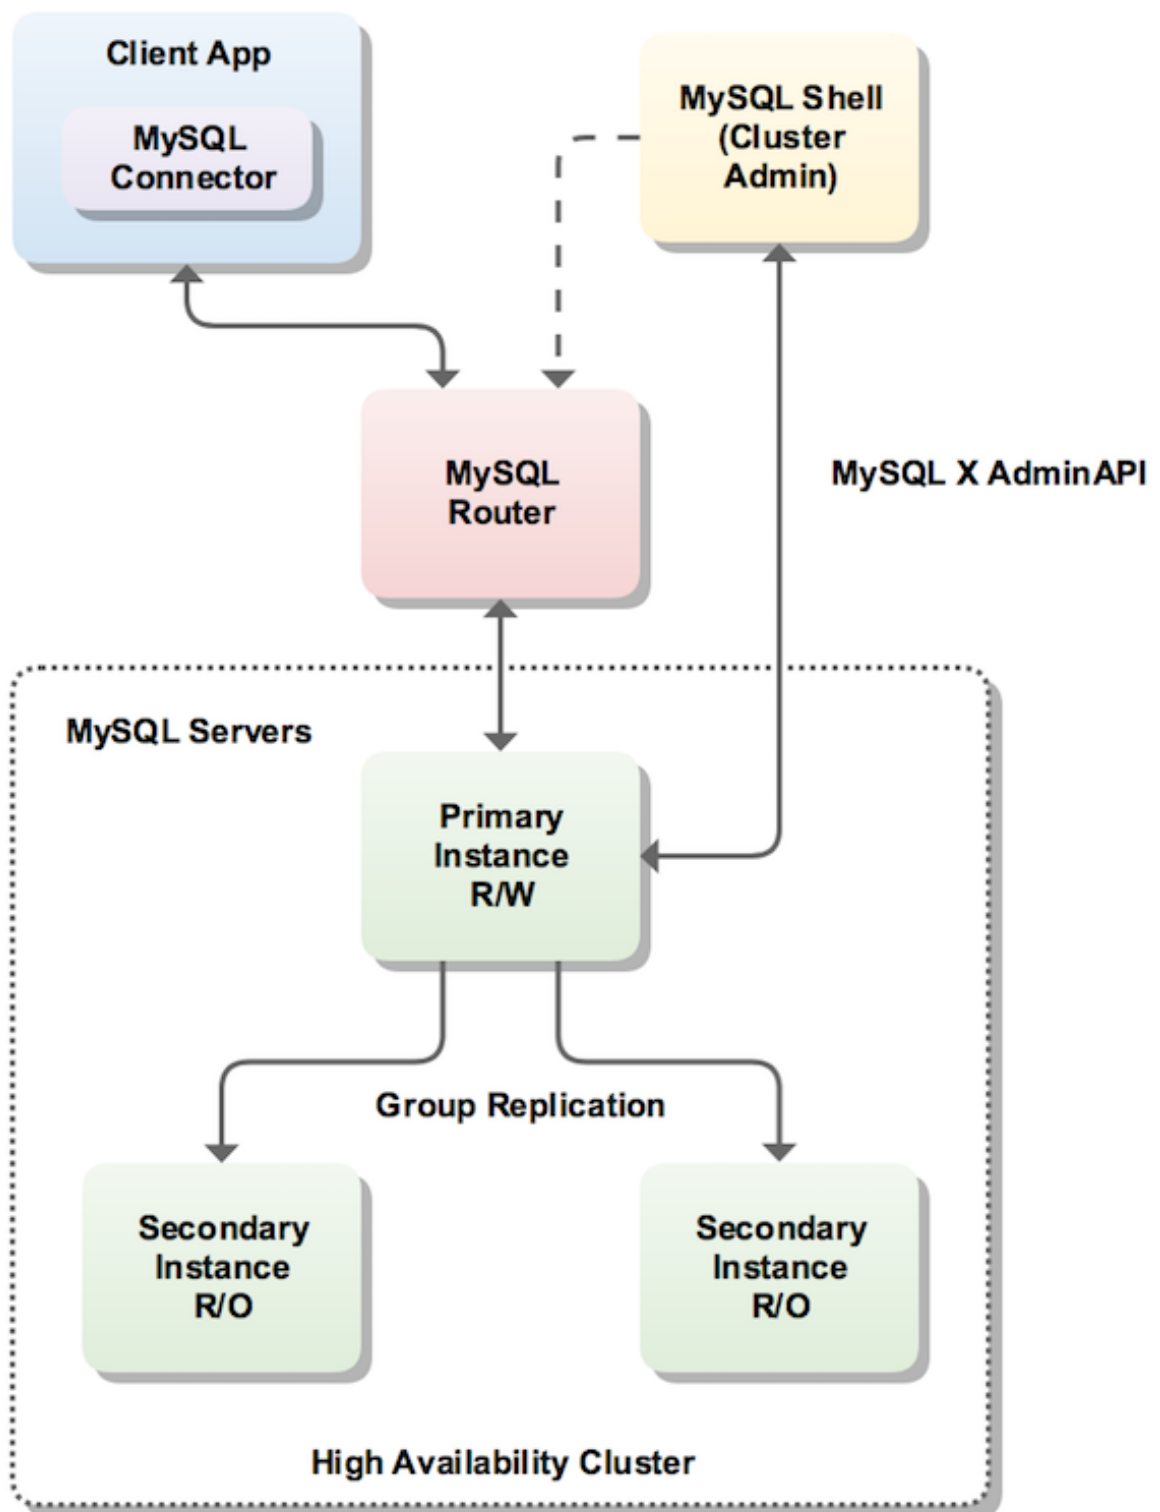 Client App
MySQL
Connector
MySQL Shell
(Cluster
Admin)
MySQL
Router
MySQL X AdminAPI
MySQL Servers
Primary
Instance
R/W
Group Replication
Secondary
Instance
R/O
Secondary
Instance
R/O
High Availability Cluster